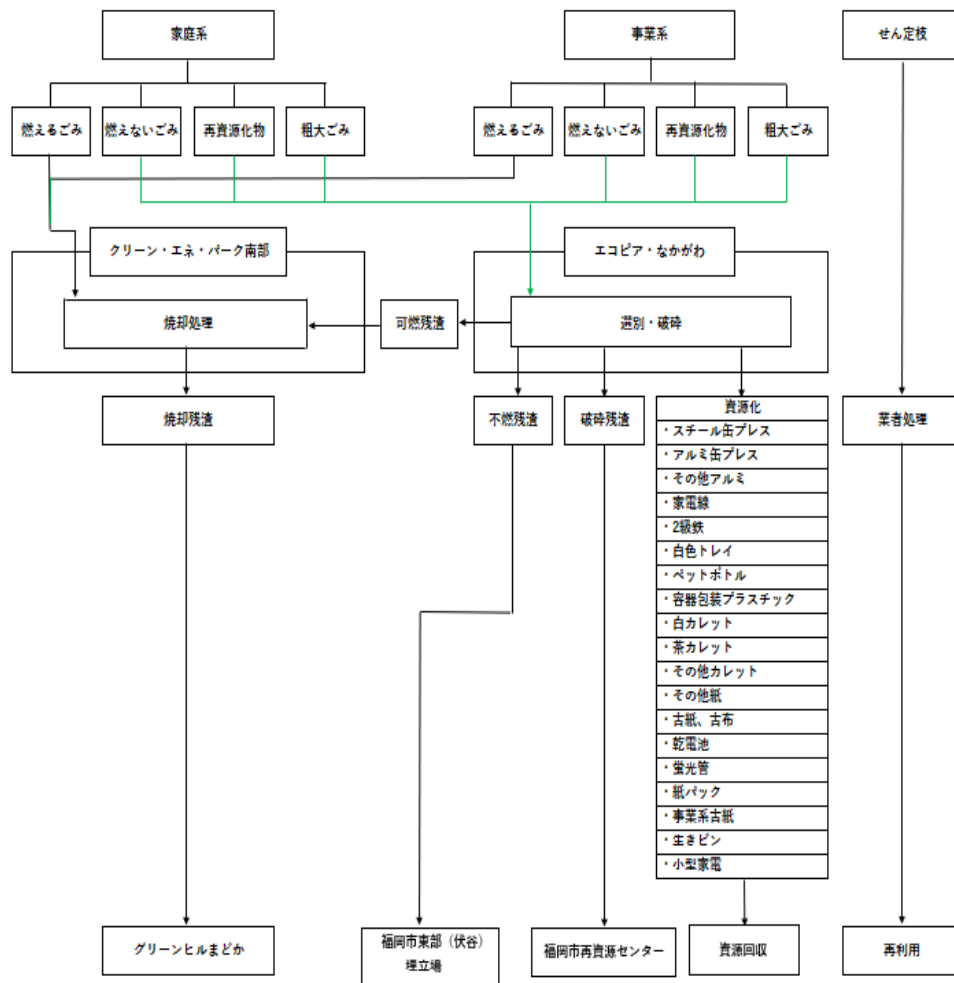 家庭系
事業系
せん定枝
燃えるごみ
燃えないごみ
再資源化物
粗大ごみ
燃えるごみ
燃えないごみ
再資源化物
粗大ごみ
クリーン・エネ・パーク南部
エコピア・なかがわ
焼却処理
可燃残渣
選別・破砕
焼却残渣
不燃残渣
破砕残渣
資源化
・スチール缶プレス
・アルミ缶プレス
・その他アルミ
・家電線
・2級鉄
・白色トレイ
・ペットボトル
・容器包装プラスチック
・白カレット
・茶カレット
・その他カレット
・その他紙
・古紙、古布
・乾電池
・蛍光管
・紙パック
・事業系古紙
・生きビン
・小型家電
業者処理
グリーンヒルまどか
福岡市東部（伏谷）
埋立場
福岡市再資源センター
資源回収
再利用